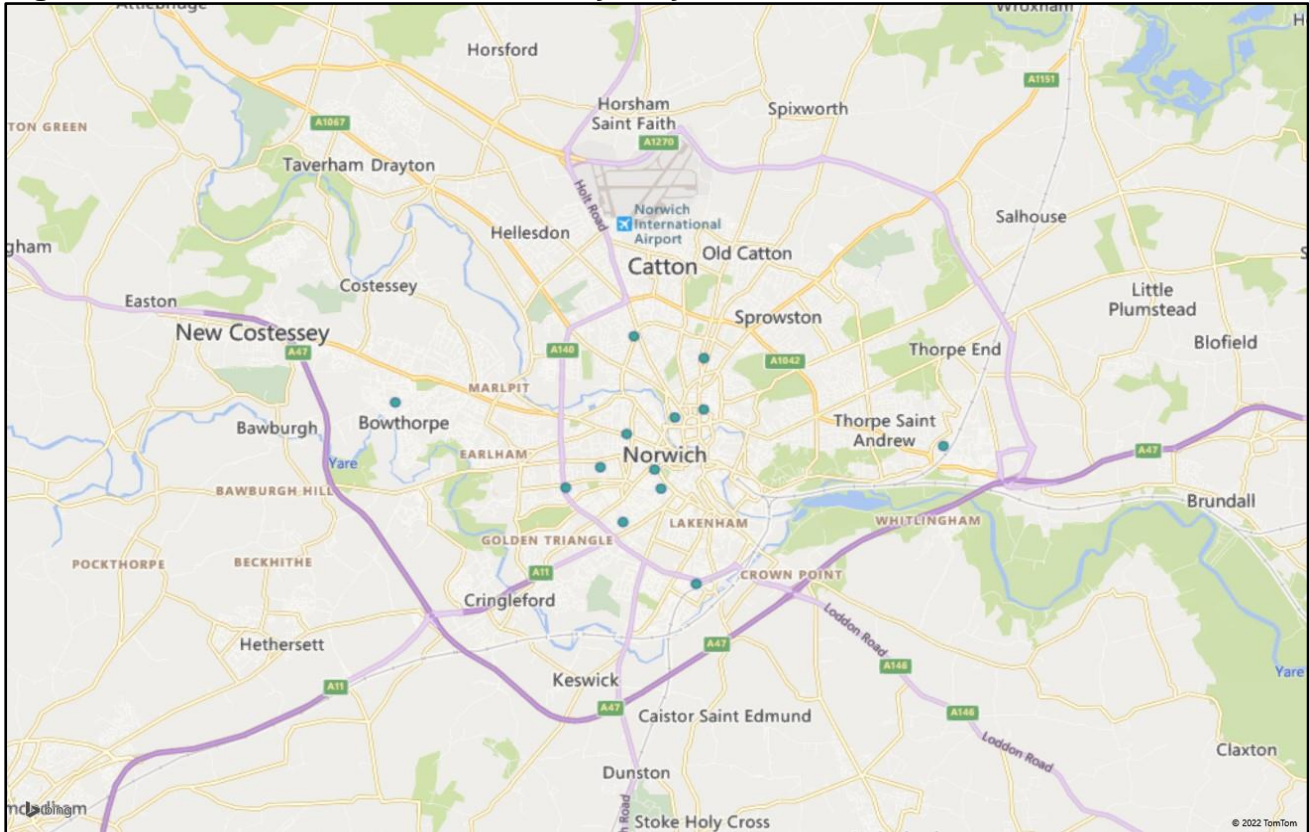 Attlebridge
Wroxham
Horsford
A1151
Horsham
Saint Faith
Spixworth
TON GREEN
A1067
A1270
Taverham Drayton
Holt Road
Norwich
International
Airport
Salhouse
Hellesdon
gham
Old Catton
Catton
Costessey
Easton
Little
Plumstead
New Costessey
Sprowston
A47
A140
A1042
Thorpe End
Blofield
MARLPIT
Bawburgh
Bowthorpe
Thorpe Saint
Andrew
EARLHAM
Norwich
A47
Yare
BAWBURGH HILL
Brundall
LAKENHAM
WHITLINGHAM
GOLDEN TRIANGLE
POCKTHORPE
BECKHITHE
A11
CROWN POINT
Cringleford
Loddon Road
Hethersett
A47
A146
Yare
Keswick
A11
A47
Caistor Saint Edmund
A146
Loddon Road
Claxton
Dunston
bing
Stoke Holy Cross
© 2022 TomTom